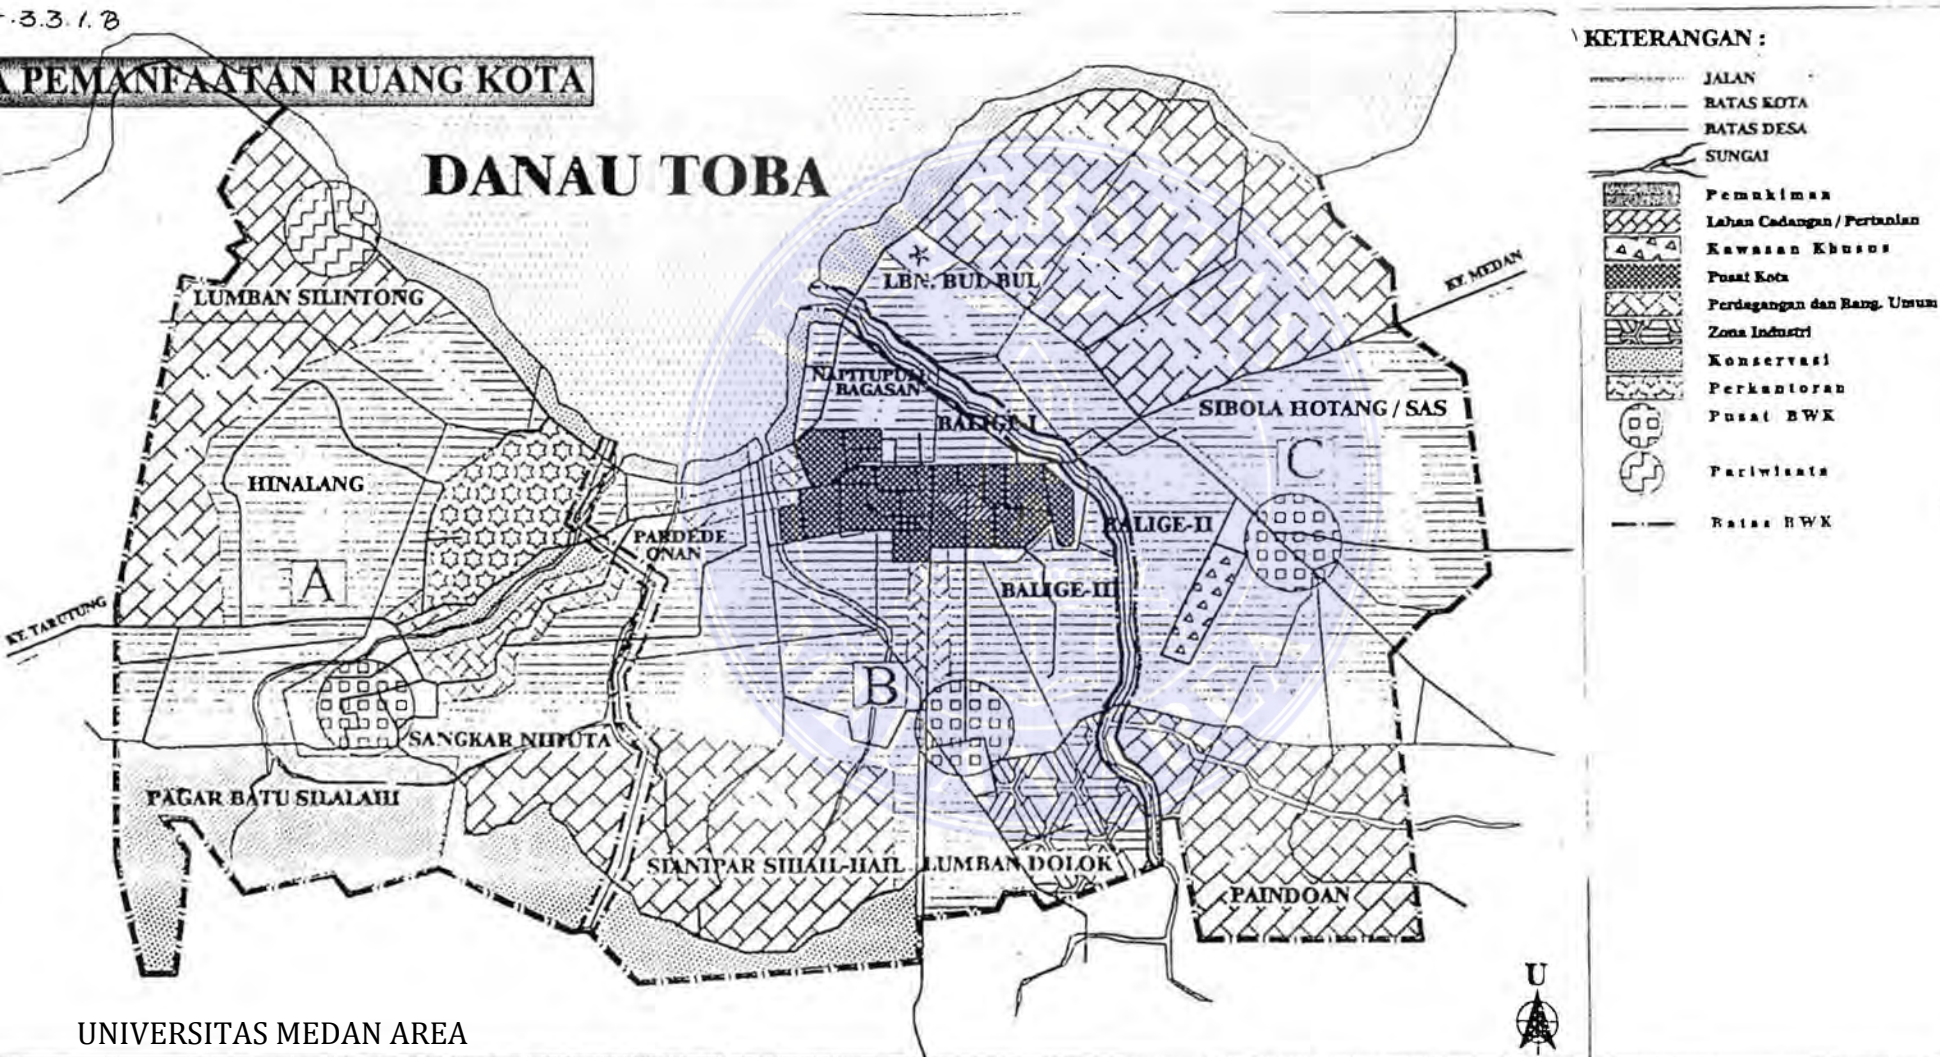 .3.3.1.B
A PEMANFAATAN RUANG KOTA
DANAU TOBA
LUMBAN SILINTONG
LBN. BUL BUL
KE. MEDAN
NAPITUPULU
BAGASAN
BALIGE-I
SIBOLA HOTANG / SAS
HINALANG
C
PARDEDE
ONAN
BALIGE-II
A
BALIGE-III
KE. TARUTUNG
B
SANGKAR NIHUTA
PAGAR BATU SILALAHI
SIANIPAR SIHAIL-HAIL
LUMBAN DOLOK
PAINDOAN
U
UNIVERSITAS MEDAN AREA
KETERANGAN :
JALAN
BATAS KOTA
BATAS DESA
SUNGAI
Pemukiman
Lahan Cadangan / Pertanian
Kawasan Khusus
Pusat Kota
Perdagangan dan Bang. Umum
Zona Industri
Konservasi
Perkantoran
Pusat BWK
Pariwisata
Batas BWK